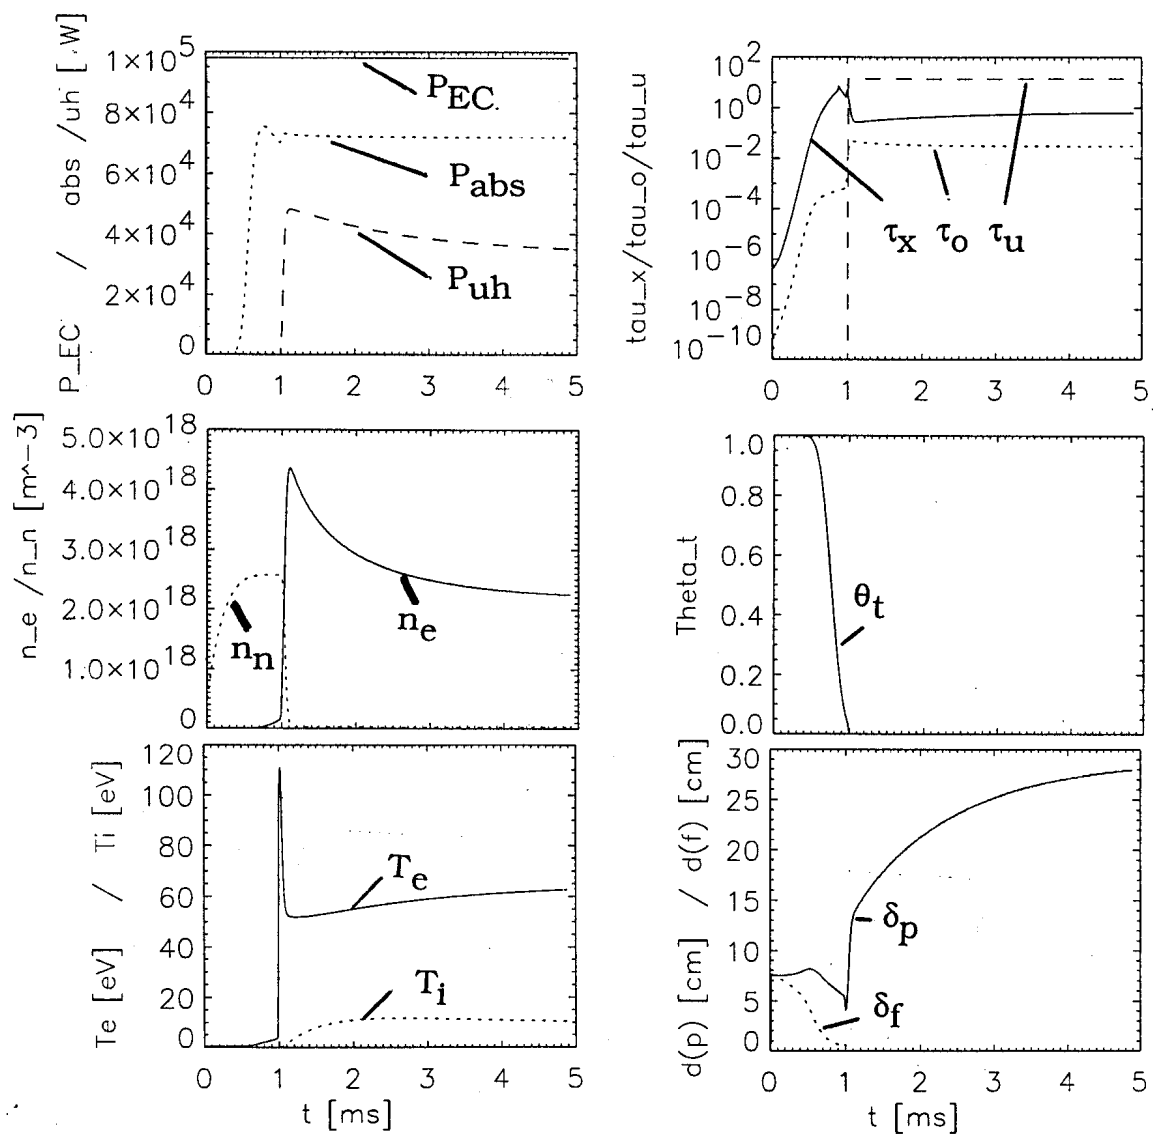 P_EC / abs /uh [W]
1×10^5
8×10^4
6×10^4
4×10^4
2×10^4
0
P_EC.
P_abs
P_uh
0 1 2 3 4 5
tau_x/tau_o/tau_u
10^2
10^0
10^-2
10^-4
10^-6
10^-8
10^-10
τ_x τ_o τ_u
0 1 2 3 4 5
n_e /n_n [m^-3]
5.0×10^18
4.0×10^18
3.0×10^18
2.0×10^18
1.0×10^18
0
n_n
n_e
Theta_t
1.0
0.8
0.6
0.4
0.2
0.0
θ_t
Te [eV] / Ti [eV]
120
100
80
60
40
20
0
T_e
T_i
0 1 2 3 4 5
t [ms]
d(p) [cm] / d(f) [cm]
30
25
20
15
10
5
0
δ_p
δ_f
0 1 2 3 4 5
t [ms]